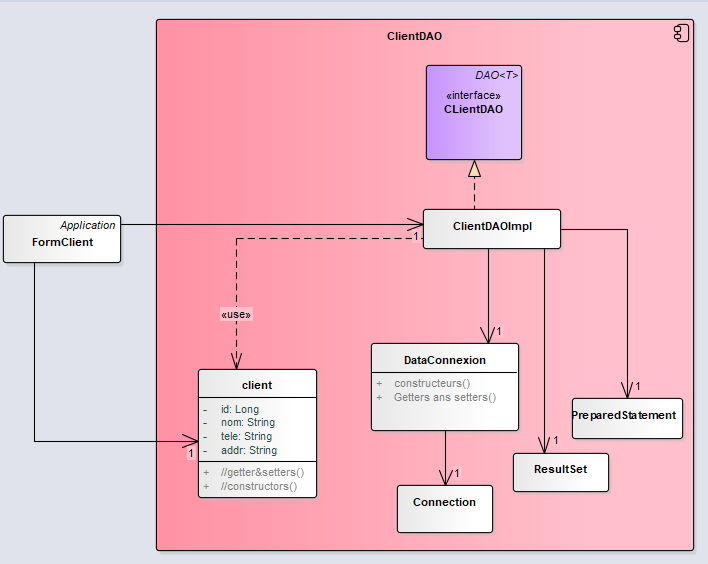 ClientDAO
DAO<T>
«interface»
CLientDAO
Application
FormClient
ClientDAOImpl
1
«use»
1
DataConnexion
+ constructeurs()
+ Getters ans setters()
client
- id: Long
- nom: String
- tele: String
- addr: String
+ //getter&setters()
+ //constructors()
1
1
PreparedStatement
1
ResultSet
1
Connection